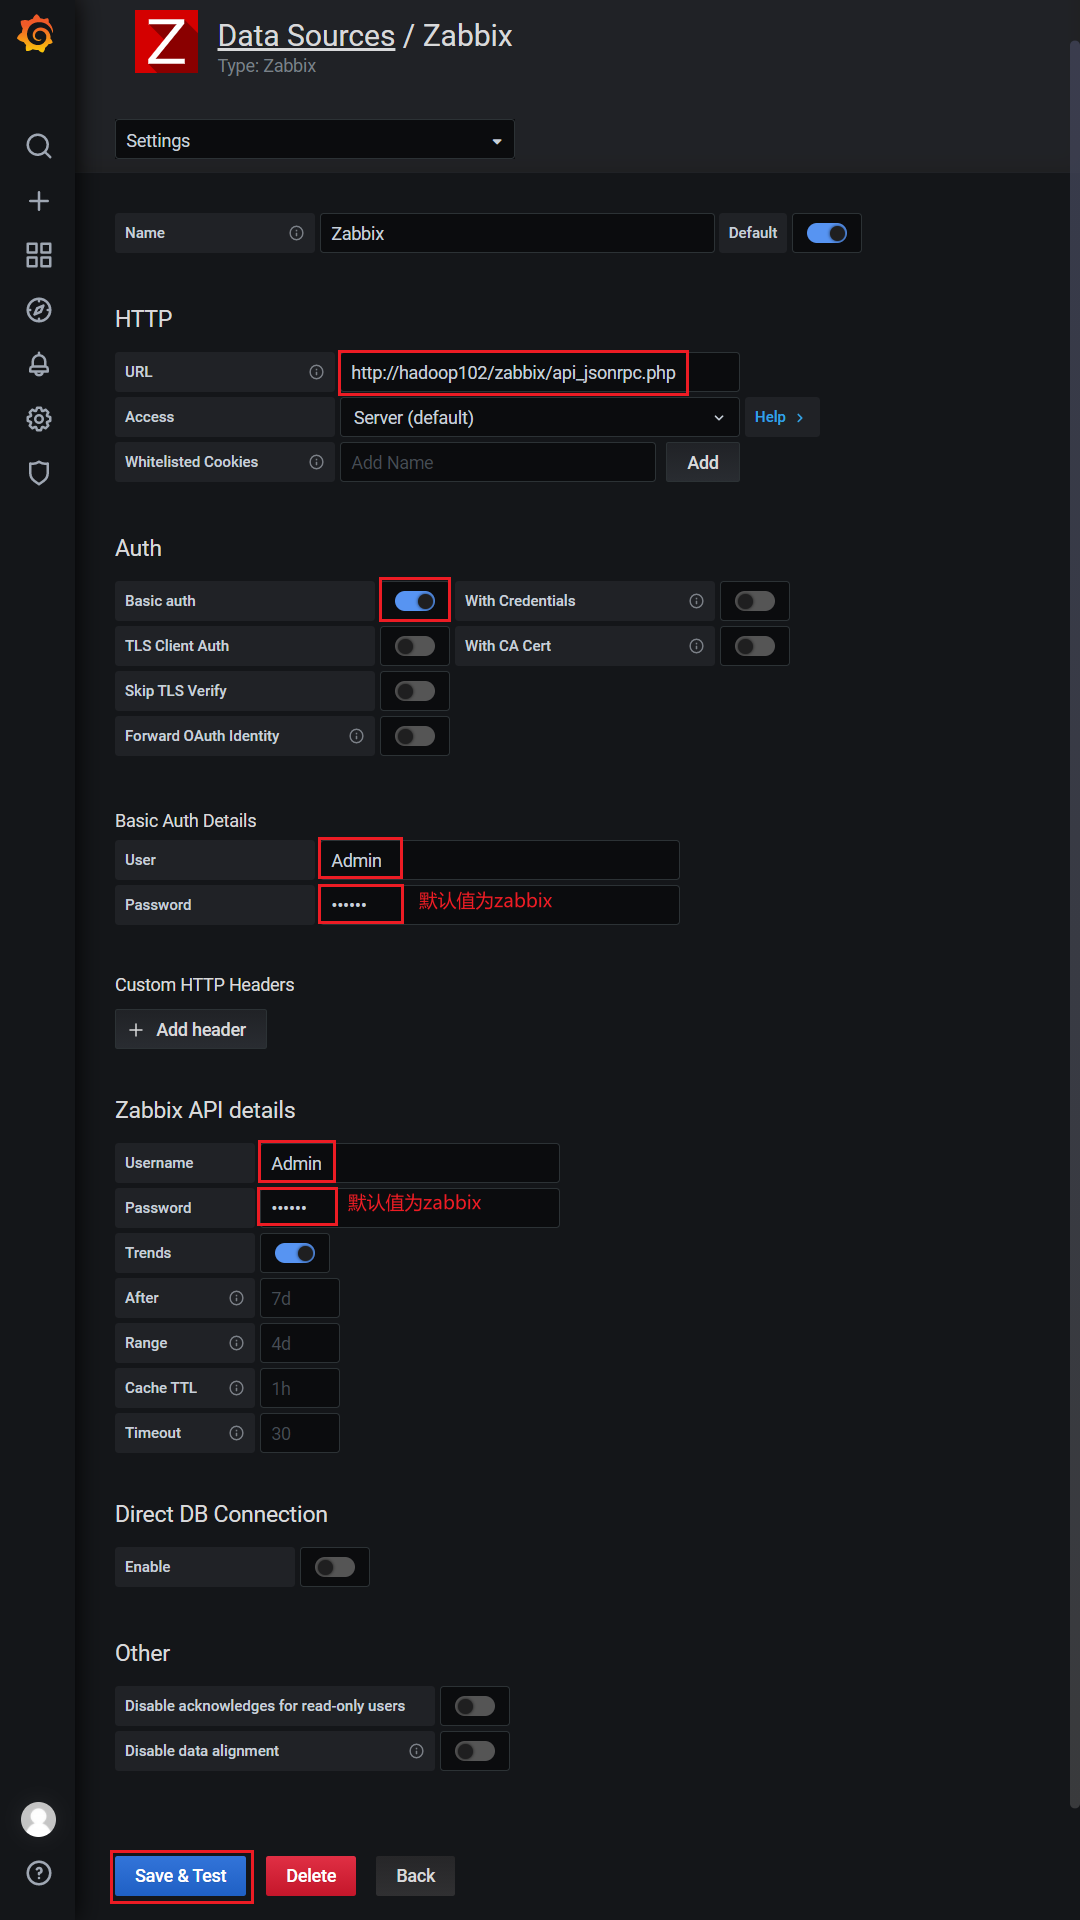 Z
Data Sources / Zabbix
Type: Zabbix
Settings
Name Zabbix Default
HTTP
URL http://hadoop102/zabbix/api_jsonrpc.php
Access Server (default) Help
Whitelisted Cookies Add Name Add
Auth
Basic auth With Credentials
TLS Client Auth With CA Cert
Skip TLS Verify
Forward OAuth Identity
Basic Auth Details
User Admin
Password •••••• 默认值为zabbix
Custom HTTP Headers
Add header
Zabbix API details
Username Admin
Password •••••• 默认值为zabbix
Trends
After 7d
Range 4d
Cache TTL 1h
Timeout 30
Direct DB Connection
Enable
Other
Disable acknowledges for read-only users
Disable data alignment
Save & Test Delete Back